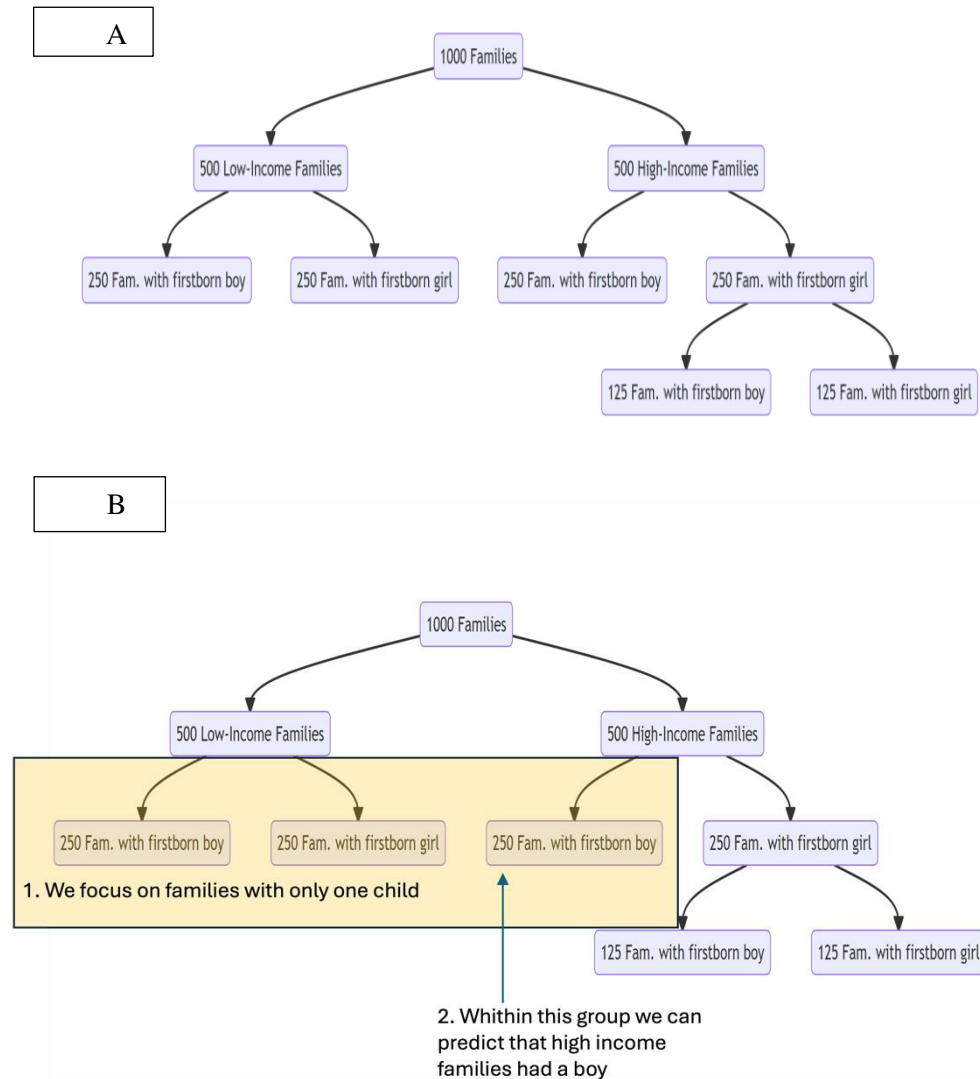 A
1000 Families
500 Low-Income Families
500 High-Income Families
250 Fam. with firstborn boy
250 Fam. with firstborn girl
250 Fam. with firstborn boy
250 Fam. with firstborn girl
125 Fam. with firstborn boy
125 Fam. with firstborn girl
B
1000 Families
500 Low-Income Families
500 High-Income Families
250 Fam. with firstborn boy
250 Fam. with firstborn girl
250 Fam. with firstborn boy
250 Fam. with firstborn girl
1. We focus on families with only one child
125 Fam. with firstborn boy
125 Fam. with firstborn girl
2. Whithin this group we can
predict that high income
families had a boy